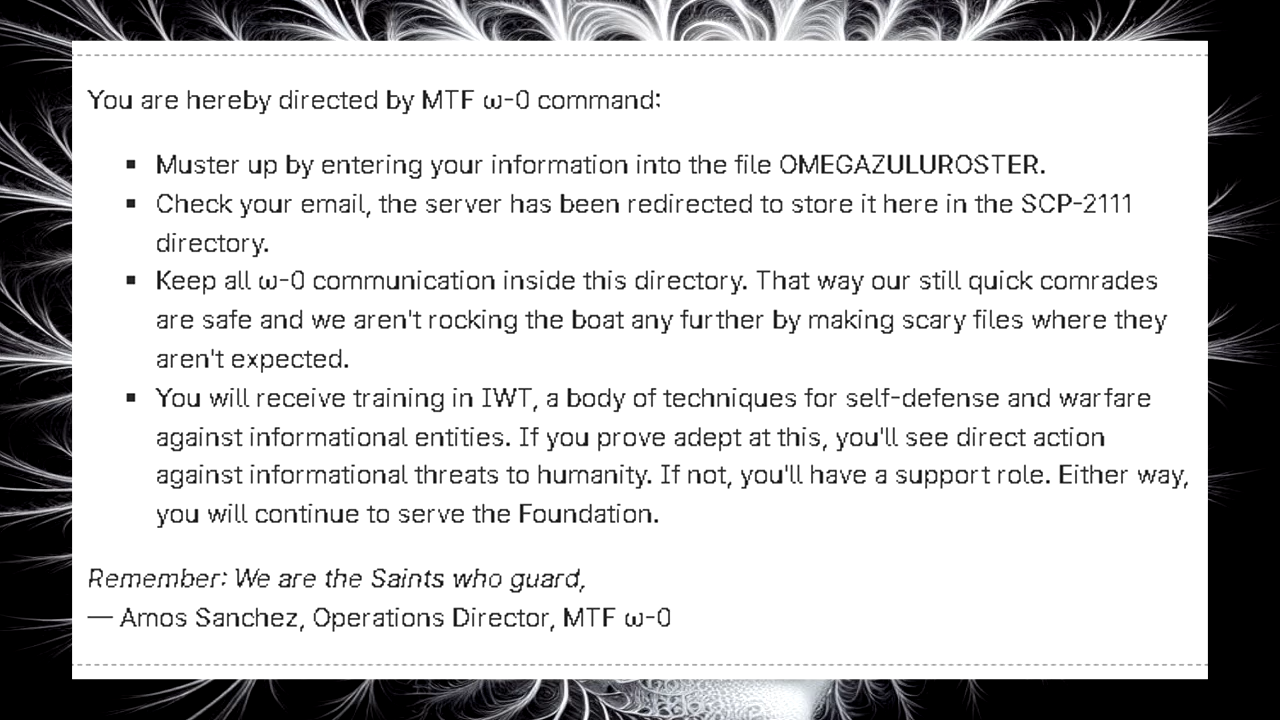 You are hereby directed by MTF ω-0 command:
▪ Muster up by entering your information into the file OMEGAZULUROSTER.
▪ Check your email, the server has been redirected to store it here in the SCP-2111
directory.
▪ Keep all ω-0 communication inside this directory. That way our still quick comrades
are safe and we aren't rocking the boat any further by making scary files where they
aren't expected.
▪ You will receive training in IWT, a body of techniques for self-defense and warfare
against informational entities. If you prove adept at this, you'll see direct action
against informational threats to humanity. If not, you'll have a support role. Either way,
you will continue to serve the Foundation.
Remember: We are the Saints who guard,
— Amos Sanchez, Operations Director, MTF ω-0